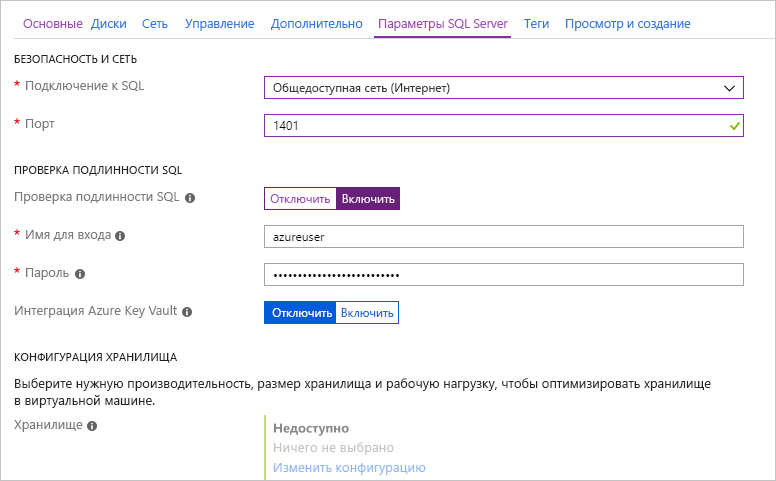 Основные Диски Сеть Управление Дополнительно Параметры SQL Server Теги Просмотр и создание
БЕЗОПАСНОСТЬ И СЕТЬ
* Подключение к SQL Общедоступная сеть (Интернет)
* Порт 1401
ПРОВЕРКА ПОДЛИННОСТИ SQL
Проверка подлинности SQL Отключить Включить
* Имя для входа azureuser
* Пароль ••••••••••••••••••••••••••
Интеграция Azure Key Vault Отключить Включить
КОНФИГУРАЦИЯ ХРАНИЛИЩА
Выберите нужную производительность, размер хранилища и рабочую нагрузку, чтобы оптимизировать хранилище
в виртуальной машине.
Хранилище Недоступно
Ничего не выбрано
Изменить конфигурацию